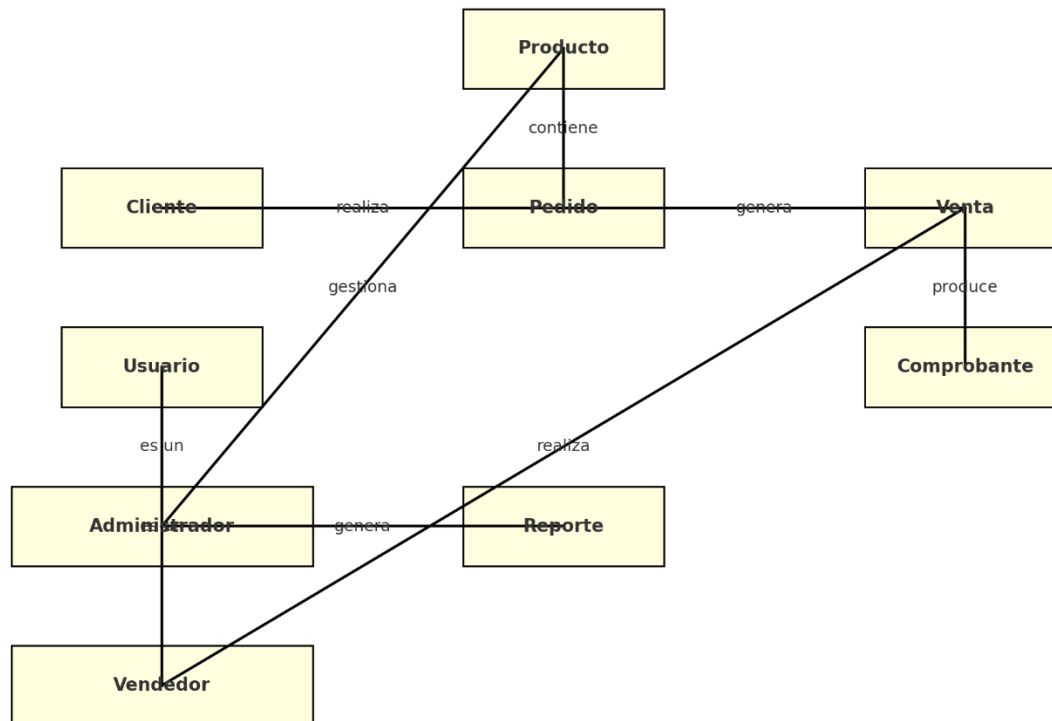 Producto
contiene
Cliente
realiza
Pedido
genera
Venta
gestiona
produce
Usuario
Comprobante
es un
realiza
Administrador
genera
Reporte
Vendedor